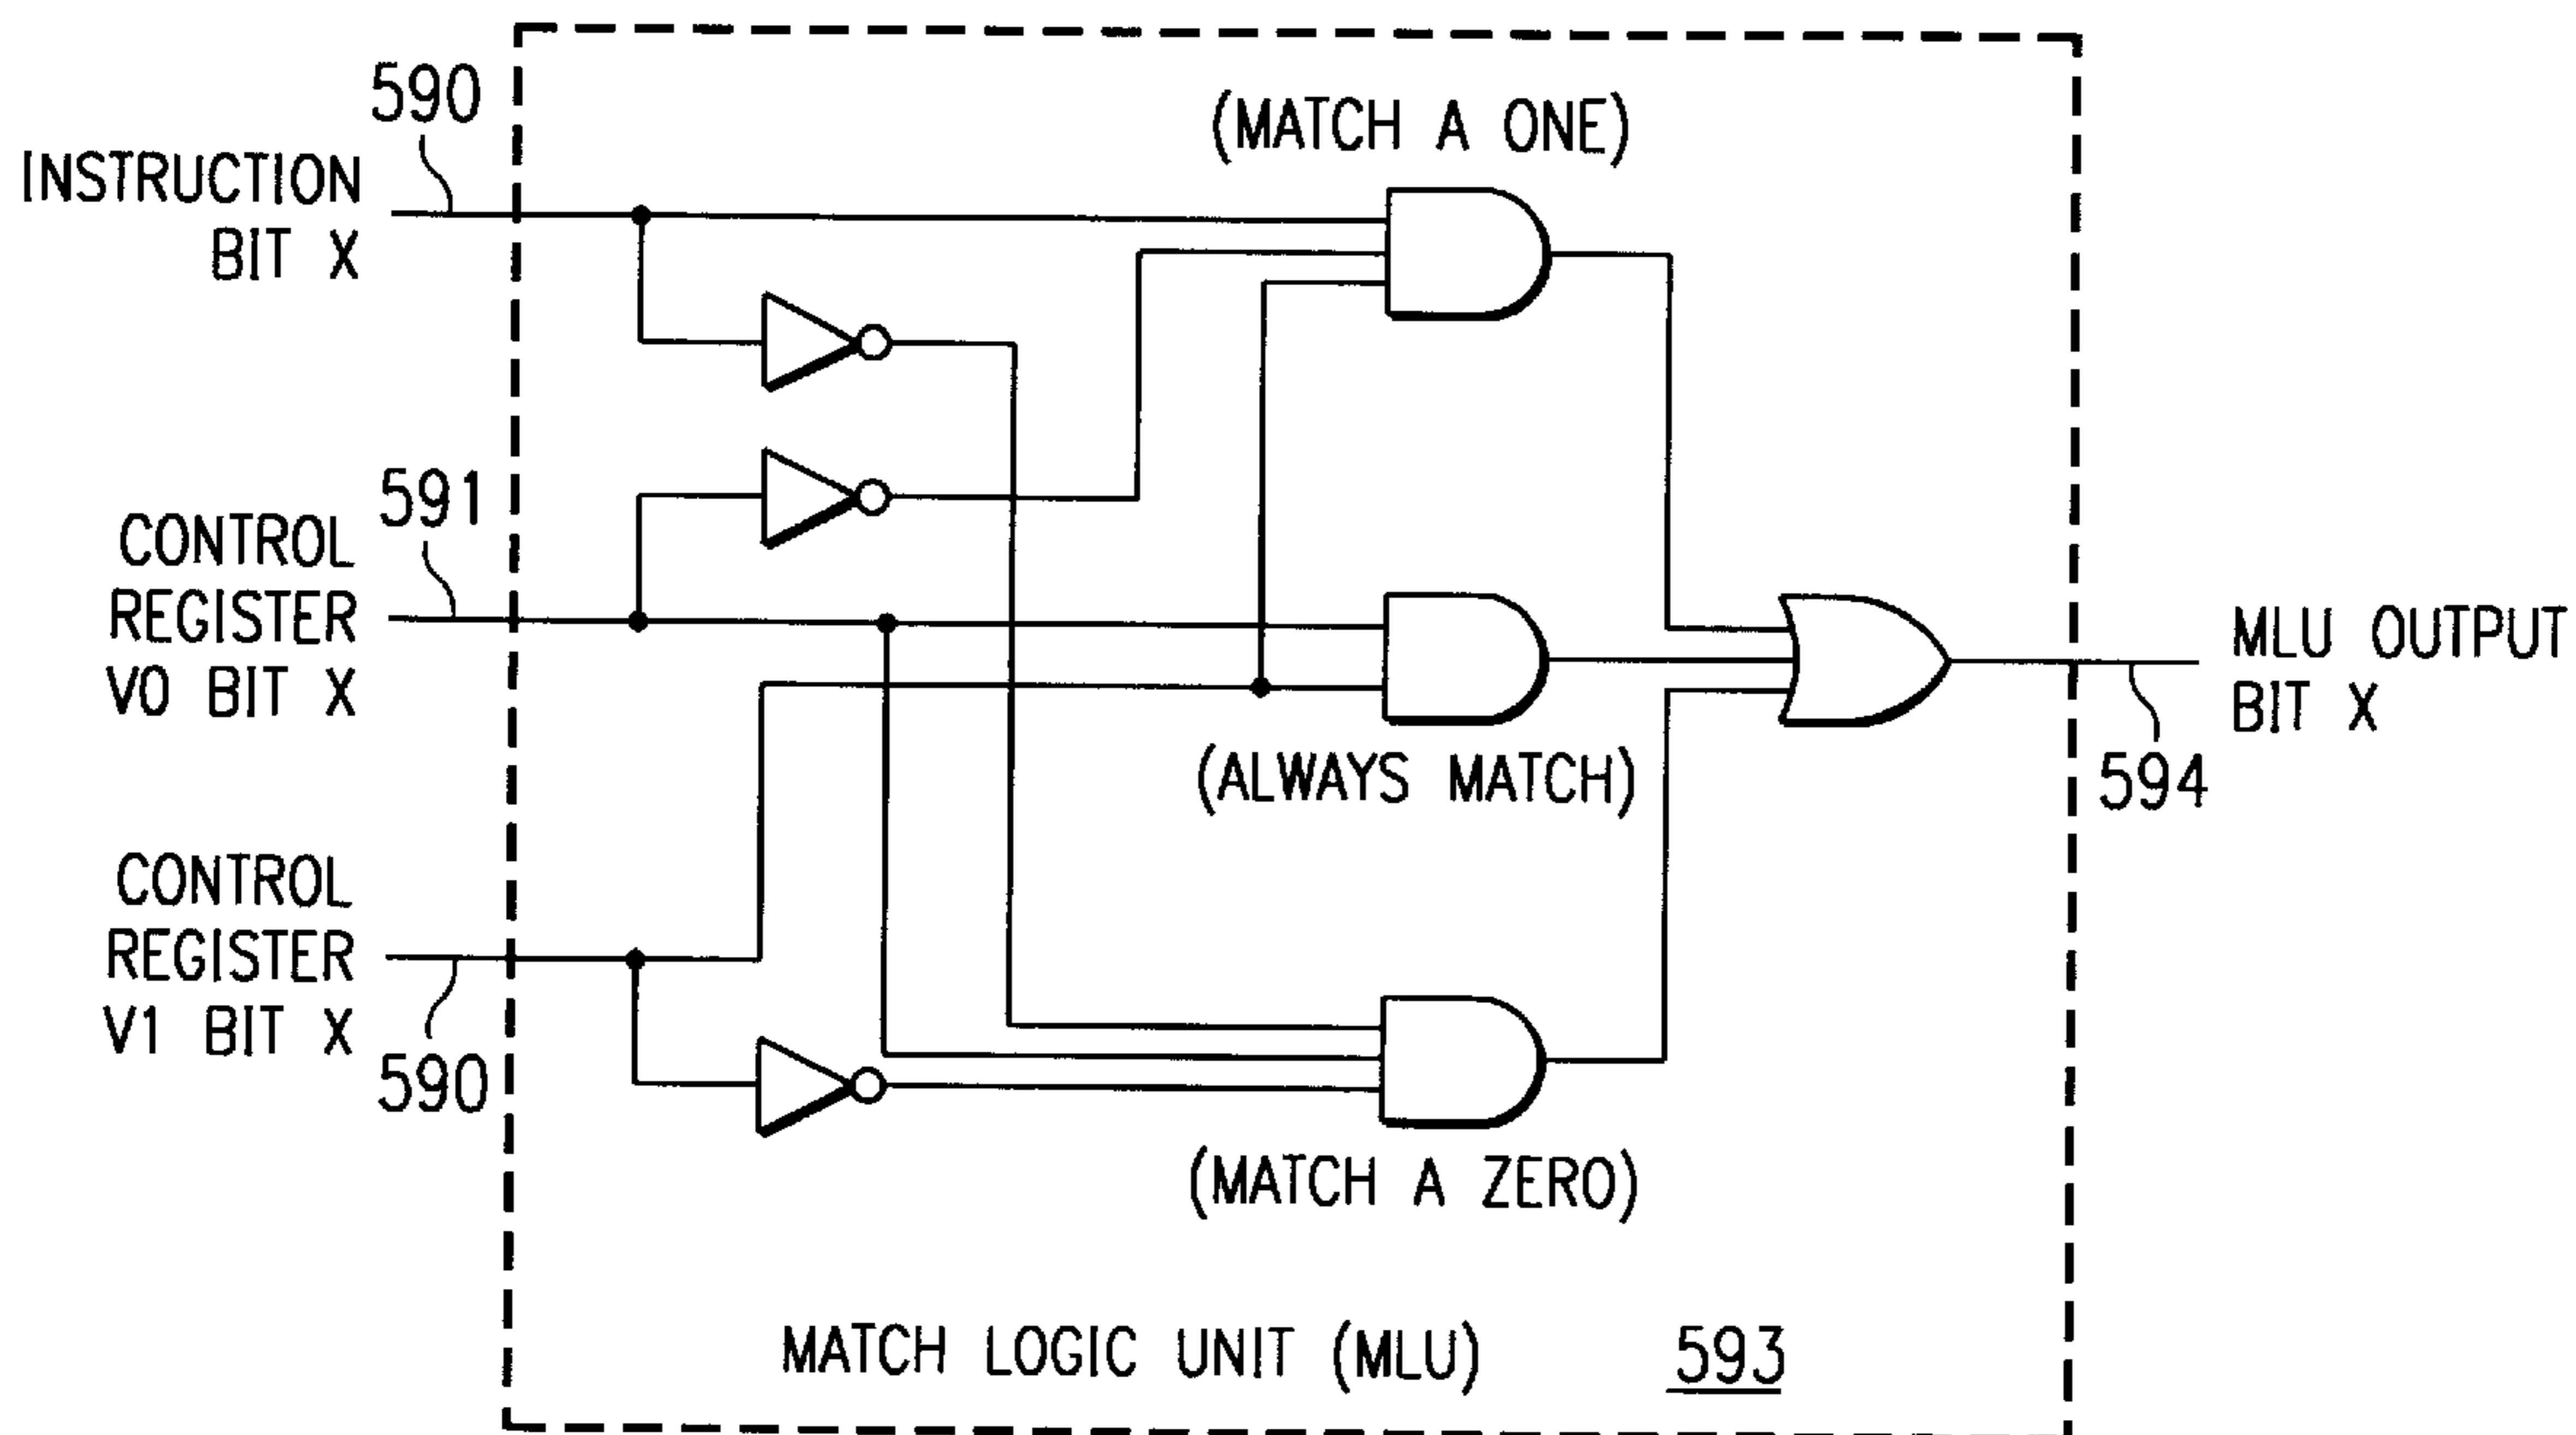 590
INSTRUCTION
BIT X
(MATCH A ONE)
591
CONTROL
REGISTER
V0 BIT X
MLU OUTPUT
BIT X
594
(ALWAYS MATCH)
CONTROL
REGISTER
V1 BIT X
590
(MATCH A ZERO)
MATCH LOGIC UNIT (MLU) 593